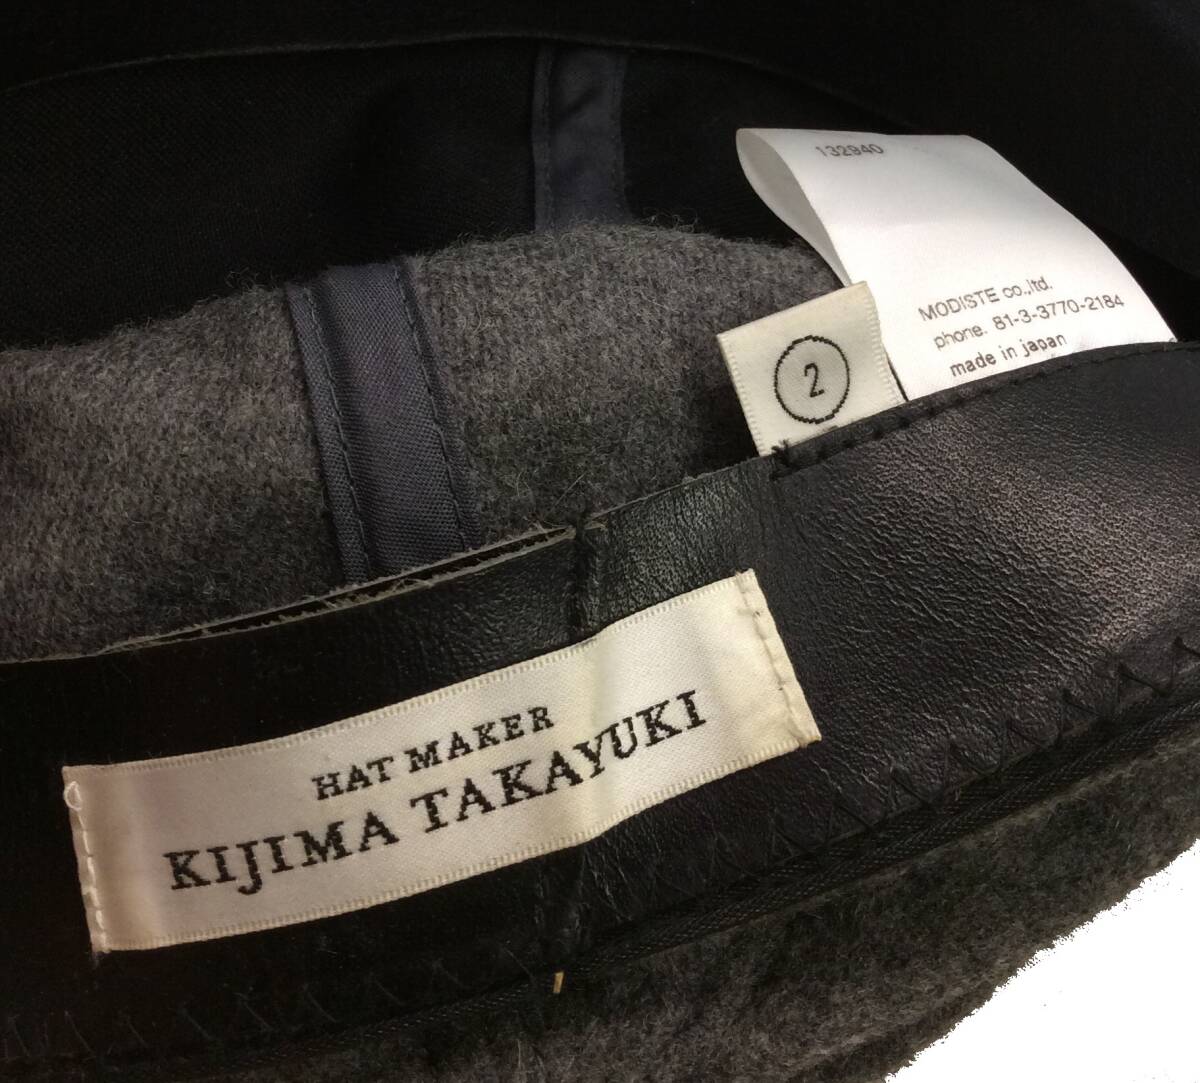 132940
MODISTE co.,ltd.
phone. 81-3-3770-2184
made in japan
2
HAT MAKER
KIJIMA TAKAYUKI